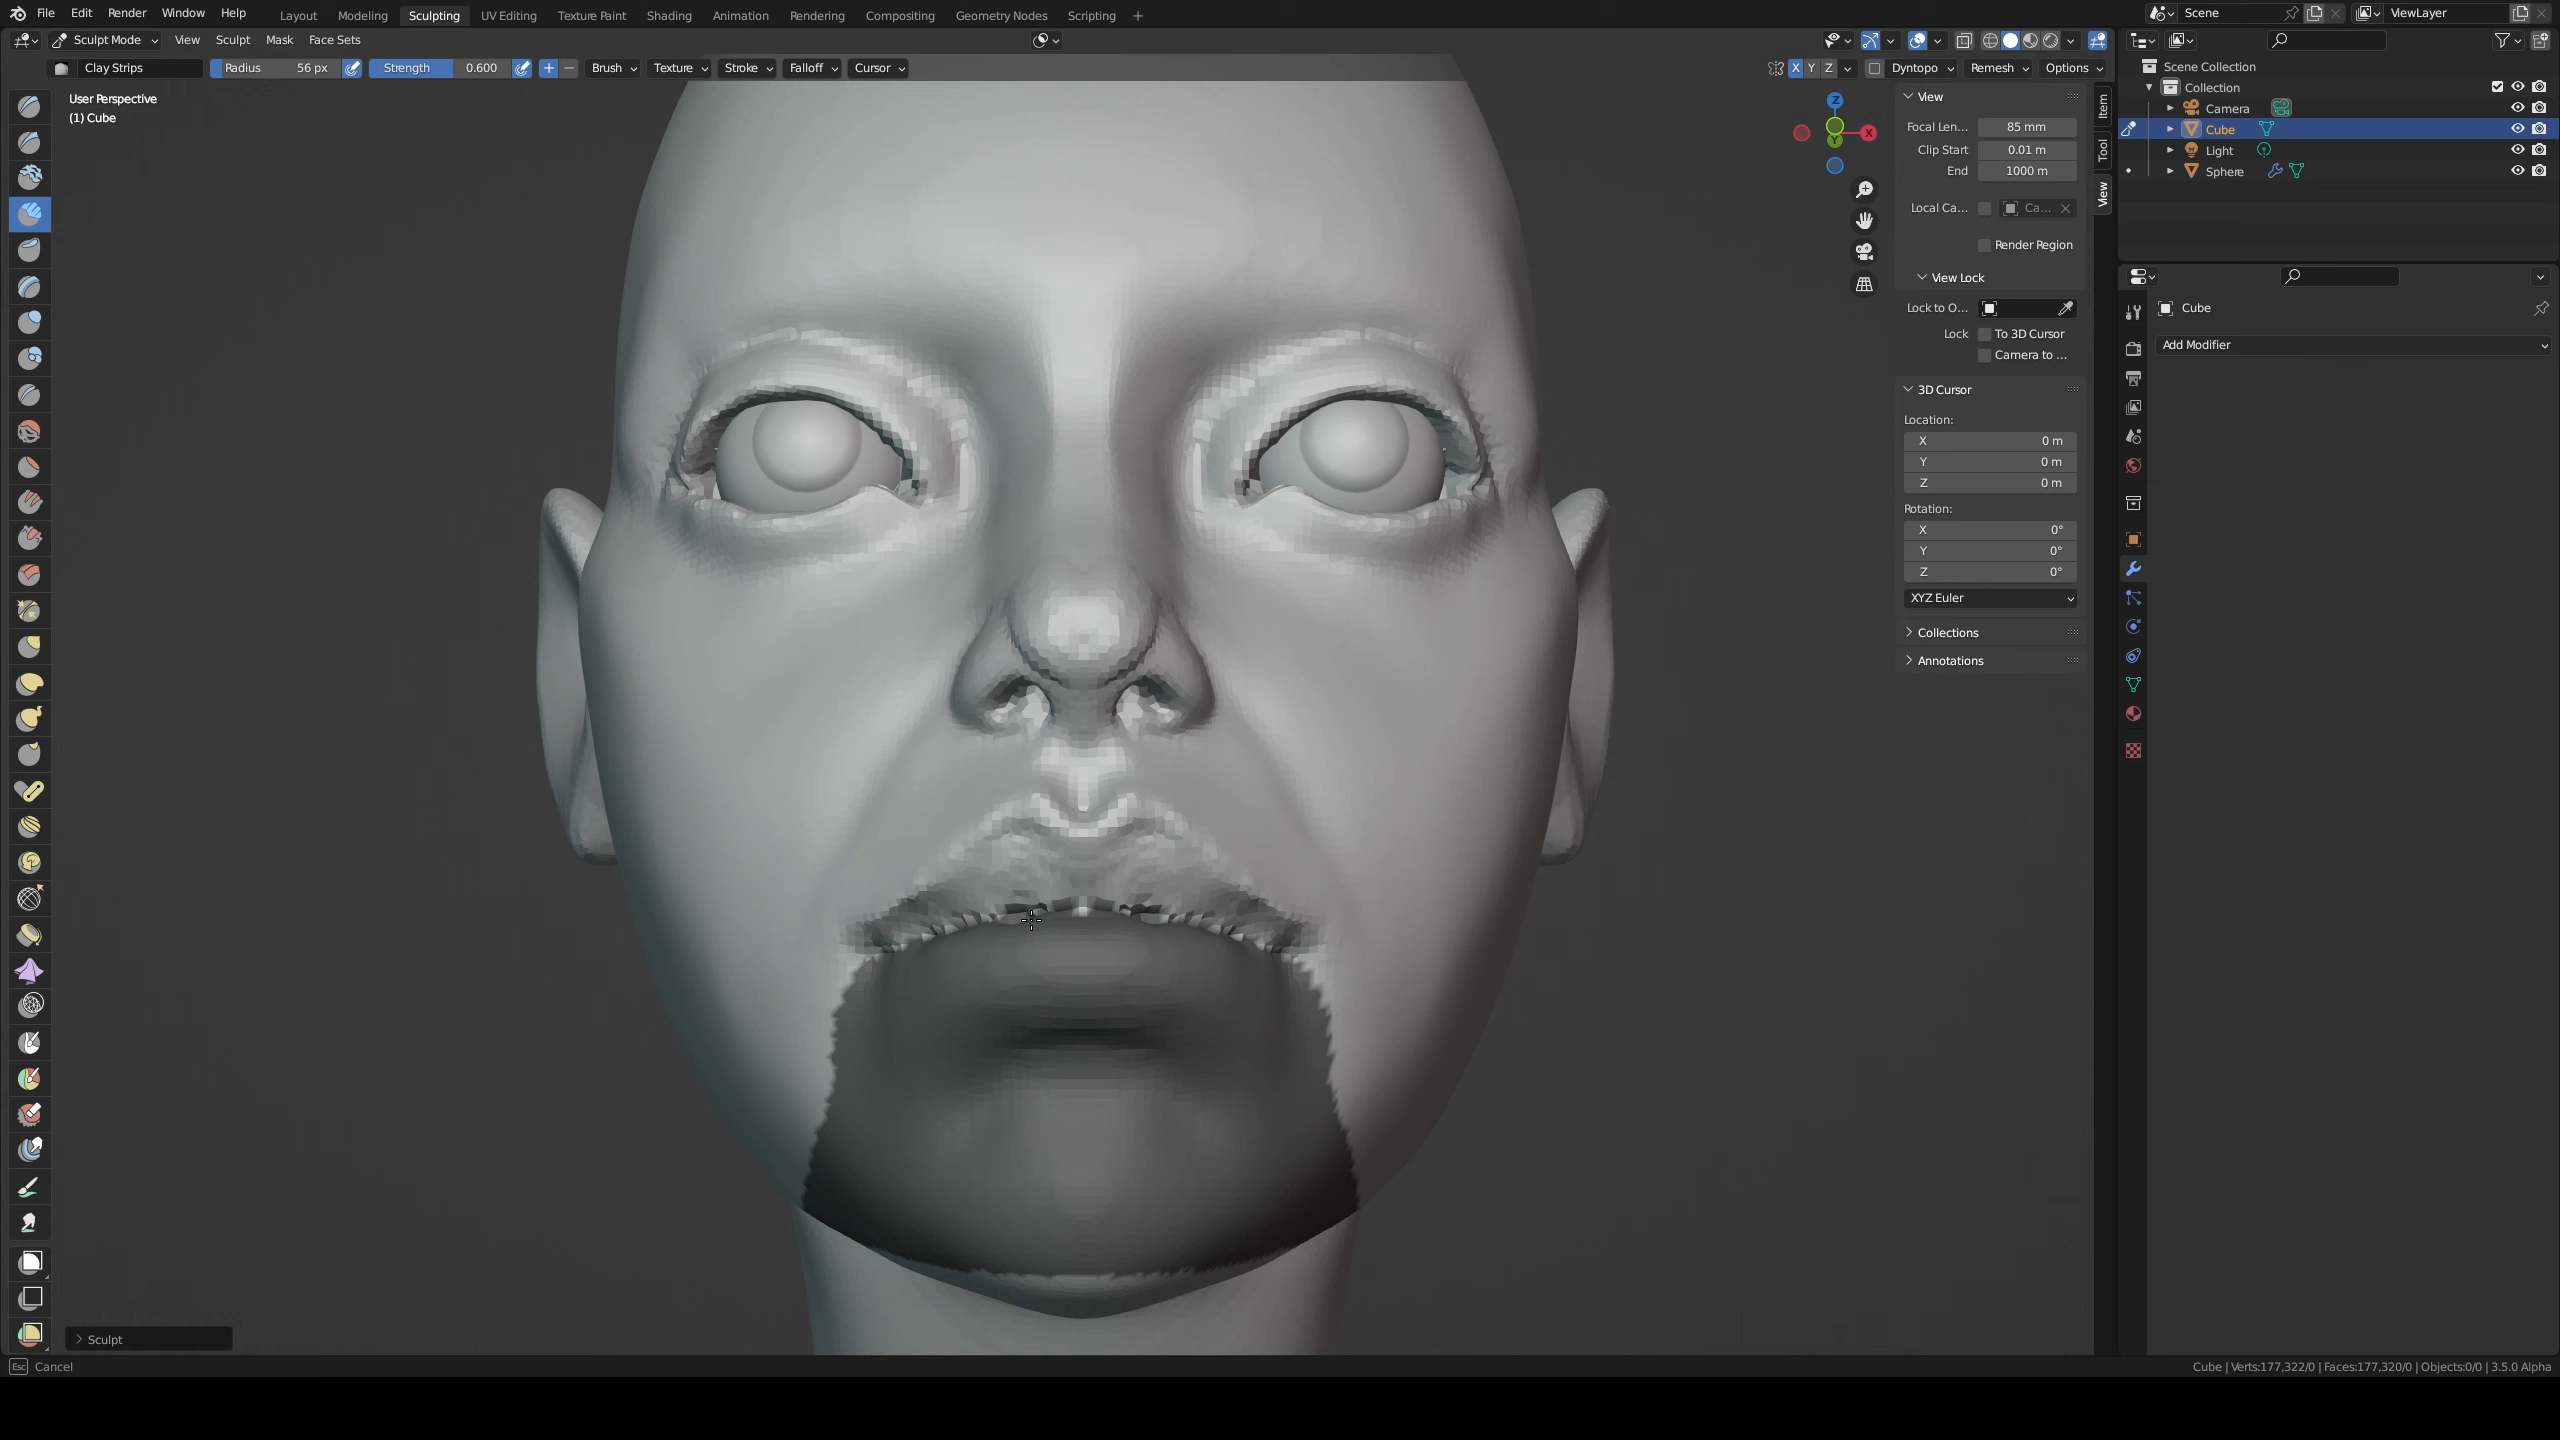 File Edit Render Window Help Layout Modeling Sculpting UV Editing Texture Paint Shading Animation Rendering Compositing Geometry Nodes Scripting + Scene ViewLayer
Sculpt Mode View Sculpt Mask Face Sets
Clay Strips Radius 56 px Strength 0.600 + − Brush Texture Stroke Falloff Cursor X Y Z Dyntopo Remesh Options
User Perspective
(1) Cube
Z
X
Y
View
Focal Len... 85 mm
Clip Start 0.01 m
End 1000 m
Local Ca... Ca...
Render Region
View Lock
Lock to O...
Lock To 3D Cursor
Camera to ...
3D Cursor
Location:
X 0 m
Y 0 m
Z 0 m
Rotation:
X 0°
Y 0°
Z 0°
XYZ Euler
Collections
Annotations
Item
Tool
View
Scene Collection
Collection
Camera
Cube
Light
Sphere
Cube
Add Modifier
Sculpt
Esc Cancel
Cube | Verts:177,322/0 | Faces:177,320/0 | Objects:0/0 | 3.5.0 Alpha